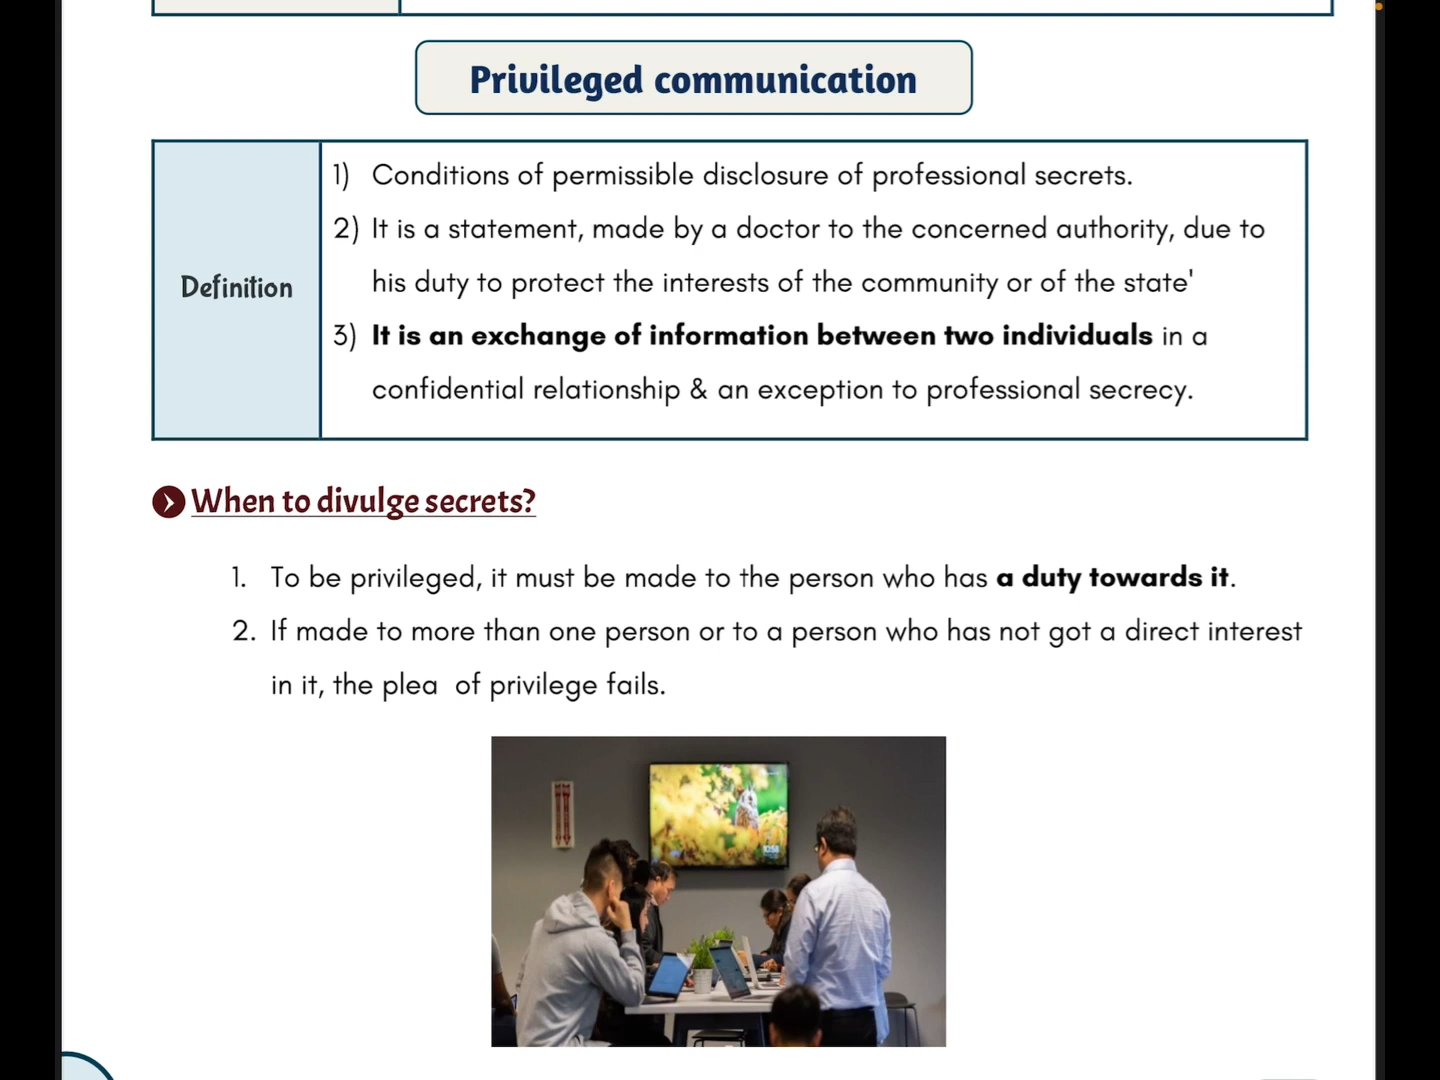 Privileged communication
Definition
1) Conditions of permissible disclosure of professional secrets.
2) It is a statement, made by a doctor to the concerned authority, due to
his duty to protect the interests of the community or of the state'
3) It is an exchange of information between two individuals in a
confidential relationship & an exception to professional secrecy.
When to divulge secrets?
1. To be privileged, it must be made to the person who has a duty towards it.
2. If made to more than one person or to a person who has not got a direct interest
in it, the plea of privilege fails.
10:58